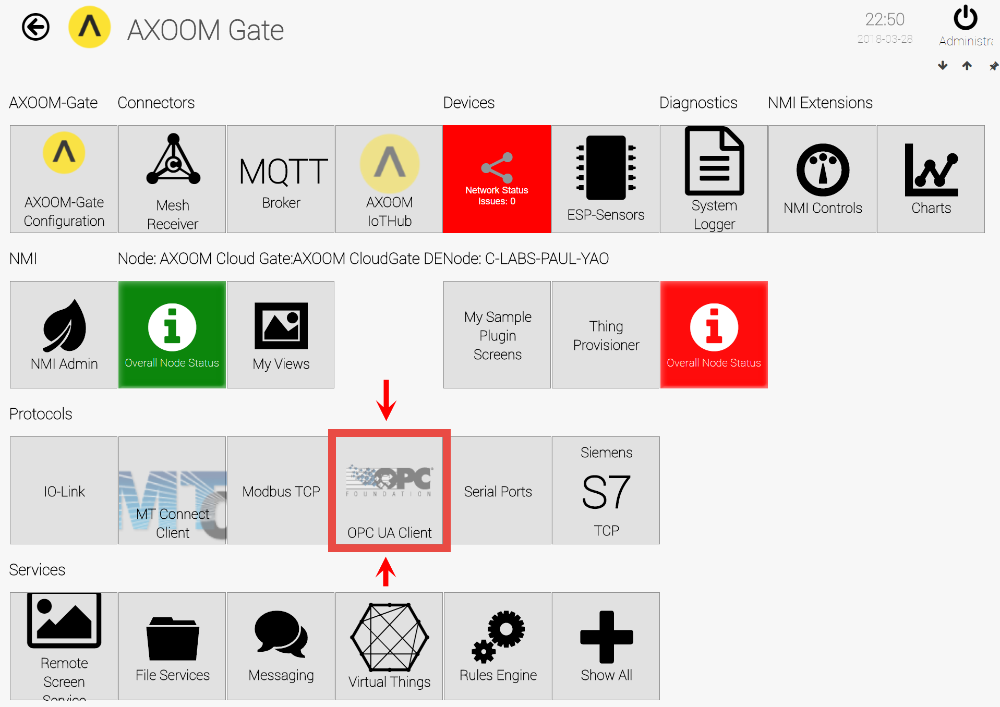 AXOOM Gate
22:50
2018-03-28
Administra
AXOOM-Gate
Connectors
Devices
Diagnostics
NMI Extensions
AXOOM-Gate
Configuration
Mesh
Receiver
MQTT
Broker
AXOOM
IoTHub
Network Status
Issues: 0
ESP-Sensors
System
Logger
NMI Controls
Charts
NMI
Node: AXOOM Cloud Gate:AXOOM CloudGate DENode: C-LABS-PAUL-YAO
NMI Admin
Overall Node Status
My Views
My Sample
Plugin
Screens
Thing
Provisioner
Overall Node Status
Protocols
IO-Link
MTC
MT Connect
Client
Modbus TCP
OPC
FOUNDATION
OPC UA Client
Serial Ports
Siemens
S7
TCP
Services
Remote
Screen
Service
File Services
Messaging
Virtual Things
Rules Engine
Show All